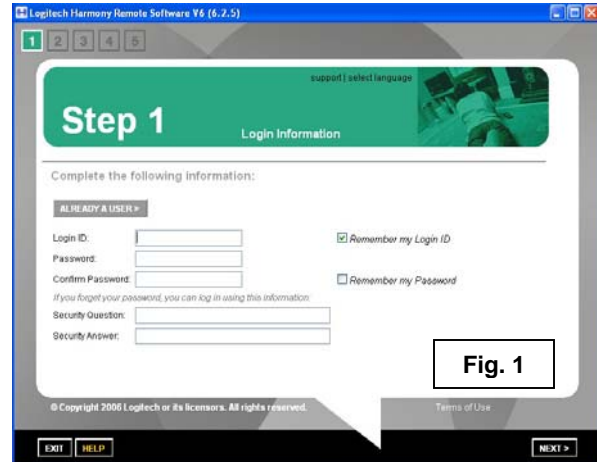 Logitech Harmony Remote Software V6 (6.2.5)
1 2 3 4 5
support | select language
Step 1
Login Information
Complete the following information:
ALREADY A USER >
Login ID:
Remember my Login ID
Password:
Confirm Password:
Remember my Password
If you forget your password, you can log in using this information:
Security Question:
Security Answer:
Fig. 1
© Copyright 2006 Logitech or its licensors. All rights reserved.
Terms of Use
EXIT HELP NEXT >